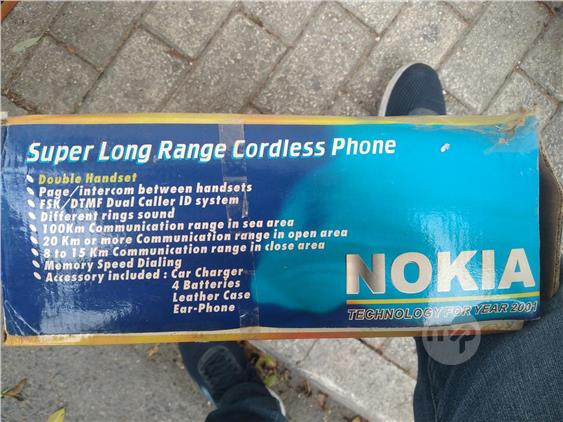 Super Long Range Cordless Phone
Double Handset
Page/intercom between handsets
FSK/DTMF Dual Caller ID system
Different rings sound
100Km Communication range in sea area
20 Km or more Communication range in open area
8 to 15 Km Communication range in close area
Memory Speed Dialing
Accessory included : Car Charger
4 Batteries
Leather Case
Ear-Phone
NOKIA
TECHNOLOGY FOR YEAR 2001